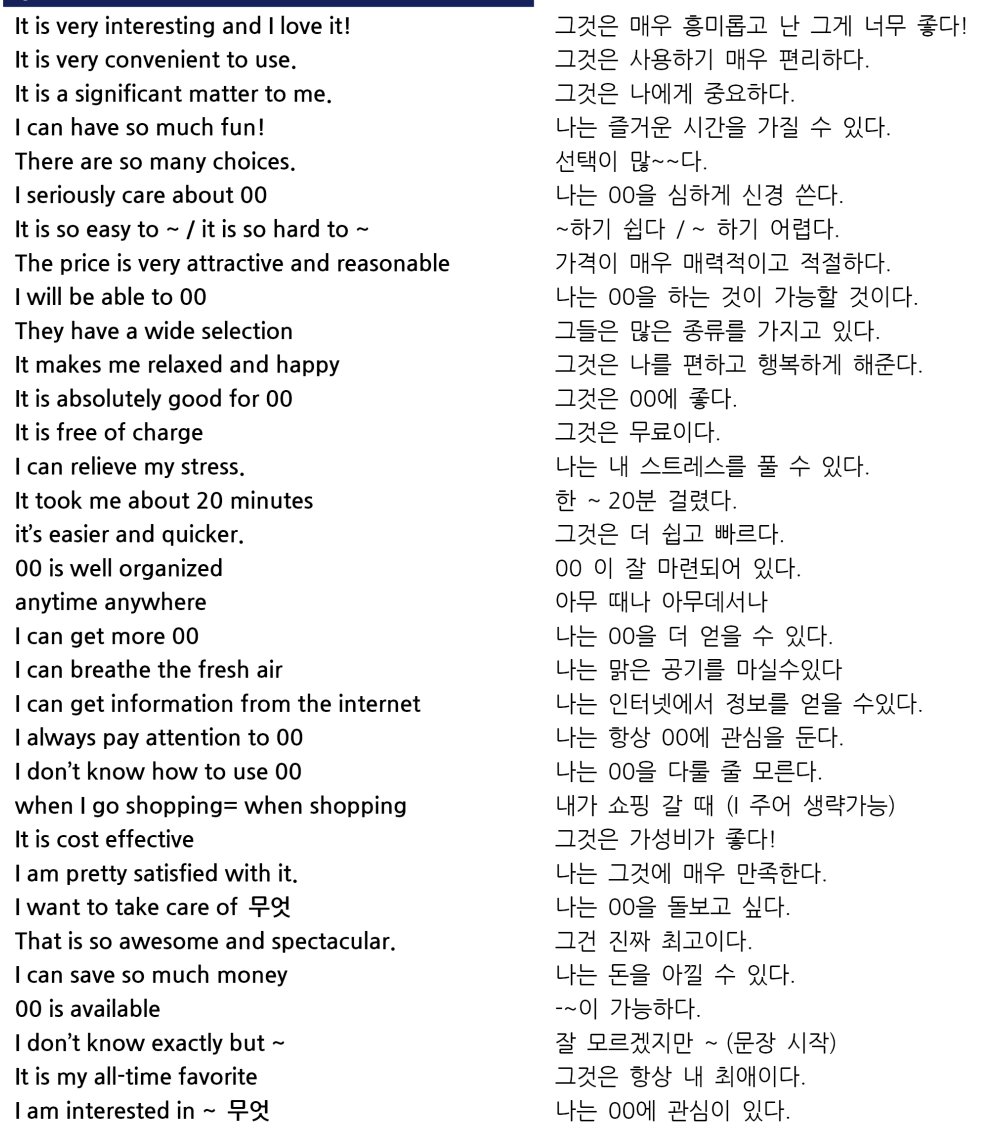 It is very interesting and I love it! 그것은 매우 흥미롭고 난 그게 너무 좋다!
It is very convenient to use. 그것은 사용하기 매우 편리하다.
It is a significant matter to me. 그것은 나에게 중요하다.
I can have so much fun! 나는 즐거운 시간을 가질 수 있다.
There are so many choices. 선택이 많~~다.
I seriously care about 00 나는 00을 심하게 신경 쓴다.
It is so easy to ~ / it is so hard to ~ ~하기 쉽다 / ~ 하기 어렵다.
The price is very attractive and reasonable 가격이 매우 매력적이고 적절하다.
I will be able to 00 나는 00을 하는 것이 가능할 것이다.
They have a wide selection 그들은 많은 종류를 가지고 있다.
It makes me relaxed and happy 그것은 나를 편하고 행복하게 해준다.
It is absolutely good for 00 그것은 00에 좋다.
It is free of charge 그것은 무료이다.
I can relieve my stress. 나는 내 스트레스를 풀 수 있다.
It took me about 20 minutes 한 ~ 20분 걸렸다.
it's easier and quicker. 그것은 더 쉽고 빠르다.
00 is well organized 00 이 잘 마련되어 있다.
anytime anywhere 아무 때나 아무데서나
I can get more 00 나는 00을 더 얻을 수 있다.
I can breathe the fresh air 나는 맑은 공기를 마실수있다
I can get information from the internet 나는 인터넷에서 정보를 얻을 수있다.
I always pay attention to 00 나는 항상 00에 관심을 둔다.
I don't know how to use 00 나는 00을 다룰 줄 모른다.
when I go shopping= when shopping 내가 쇼핑 갈 때 (I 주어 생략가능)
It is cost effective 그것은 가성비가 좋다!
I am pretty satisfied with it. 나는 그것에 매우 만족한다.
I want to take care of 무엇 나는 00을 돌보고 싶다.
That is so awesome and spectacular. 그건 진짜 최고이다.
I can save so much money 나는 돈을 아낄 수 있다.
00 is available -~이 가능하다.
I don't know exactly but ~ 잘 모르겠지만 ~ (문장 시작)
It is my all-time favorite 그것은 항상 내 최애이다.
I am interested in ~ 무엇 나는 00에 관심이 있다.